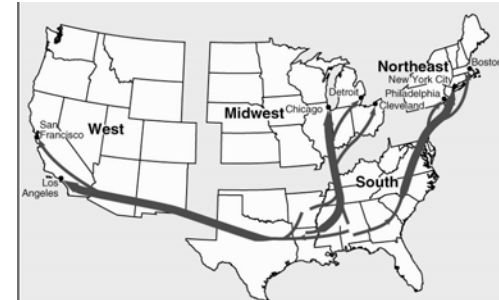 Northeast
Boston
New York City
Philadelphia
Cleveland
Detroit
Midwest
Chicago
West
San
Francisco
Los
Angeles
South